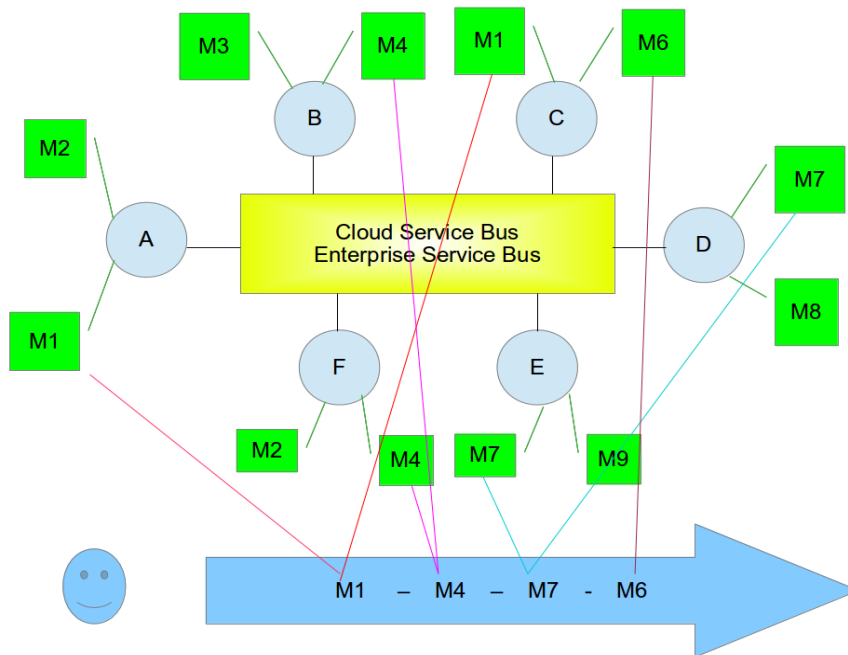 M3
M4
M1
M6
M2
B
C
M7
A
Cloud Service Bus
Enterprise Service Bus
D
M1
M8
F
E
M2
M4
M7
M9
M1 – M4 – M7 - M6